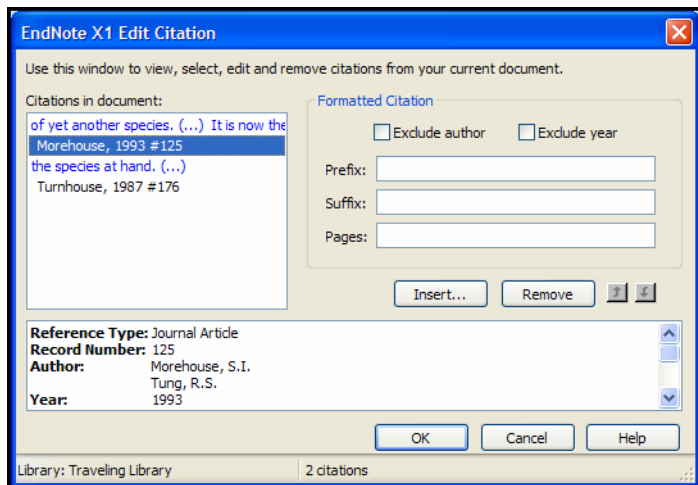 EndNote X1 Edit Citation
Use this window to view, select, edit and remove citations from your current document.
Citations in document:
of yet another species. (...) It is now the
Morehouse, 1993 #125
the species at hand. (...)
Turnhouse, 1987 #176
Formatted Citation
Exclude author
Exclude year
Prefix:
Suffix:
Pages:
Insert...
Remove
Reference Type: Journal Article
Record Number: 125
Author: Morehouse, S.I.
Tung, R.S.
Year: 1993
OK
Cancel
Help
Library: Traveling Library
2 citations